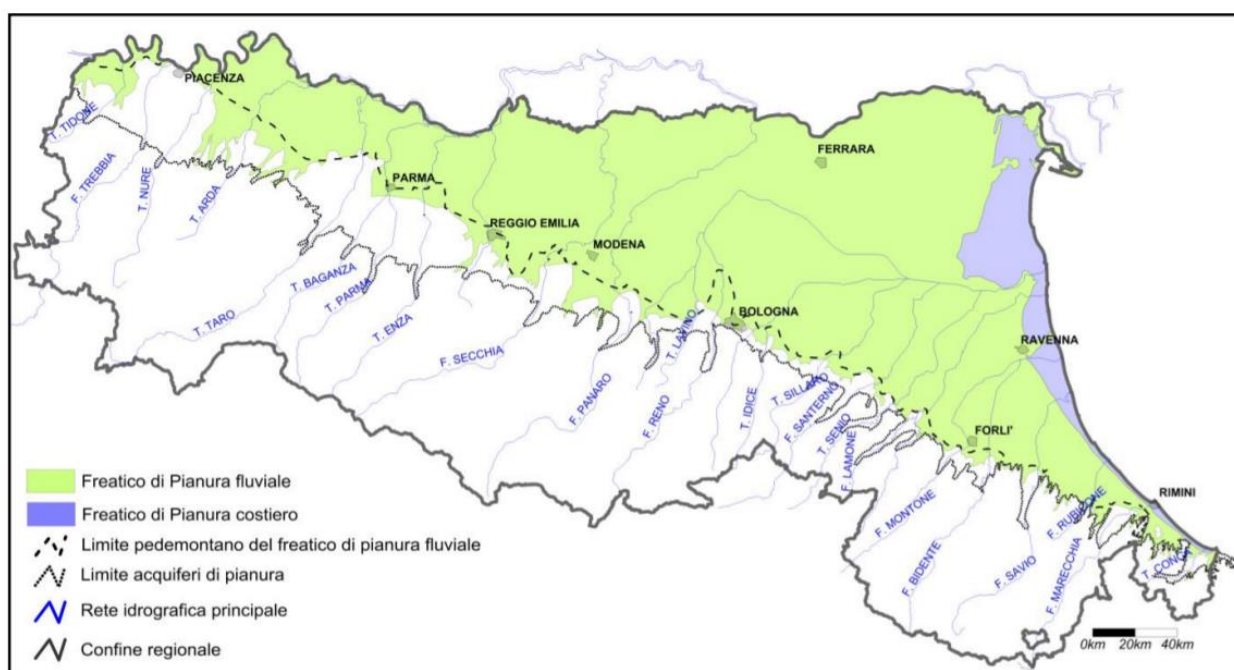 PIACENZA
T. TIDONE
F. TREBBIA
T. NURE
T. ARDA
FERRARA
PARMA
REGGIO EMILIA
MODENA
T. BAGANZA
T. PARMA
T. TARO
T. ENZA
F. SECCHIA
BOLOGNA
T. LAVINO
RAVENNA
F. PANARO
F. RENO
T. IDICE
T. SILLARO
F. SANTERNO
T. SENIO
F. LAMONE
FORLI'
F. MONTONE
F. BIDENTE
F. SAVIO
F. RUBICONE
F. MARECCHIA
RIMINI
T. CONCA
Freatico di Pianura fluviale
Freatico di Pianura costiero
Limite pedemontano del freatico di pianura fluviale
Limite acquiferi di pianura
Rete idrografica principale
Confine regionale
0km 20km 40km